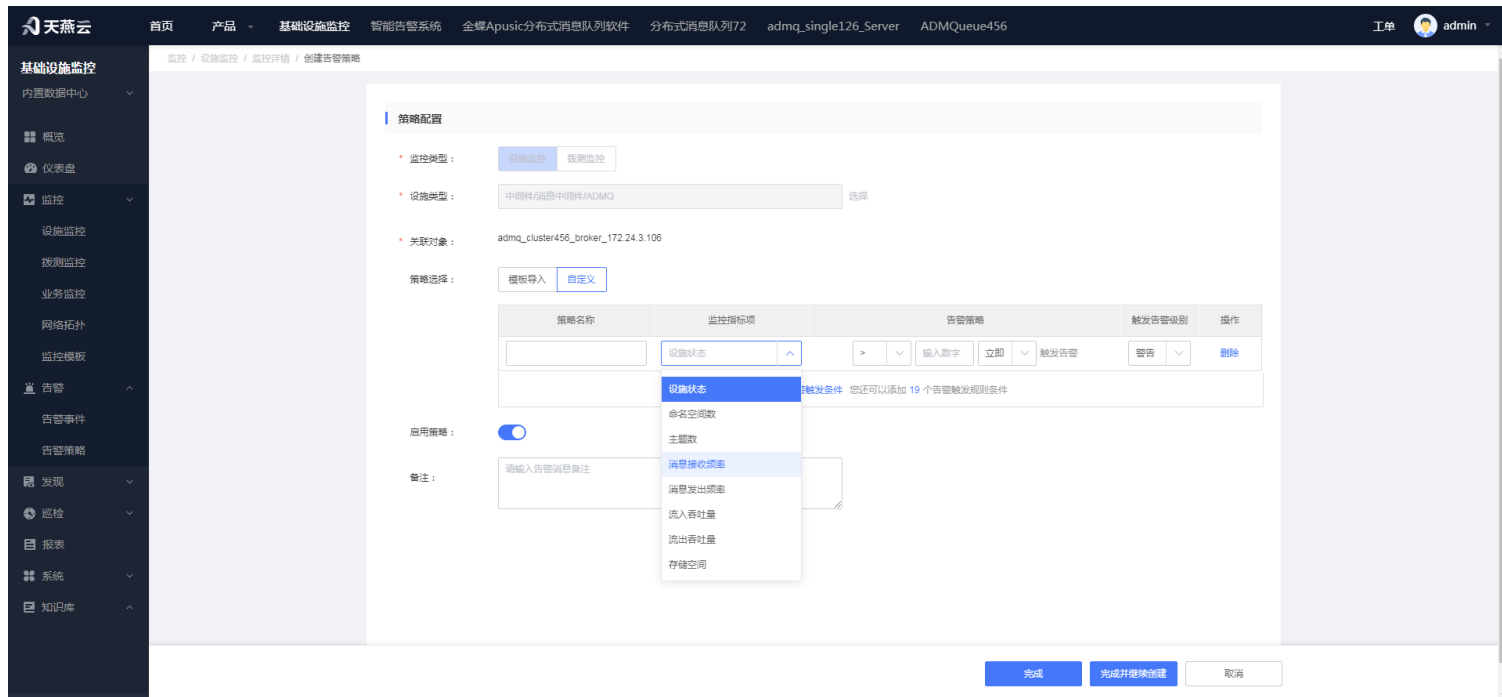 天燕云
首页 产品 基础设施监控 智能告警系统 金蝶Apusic分布式消息队列软件 分布式消息队列72 admq_single126_Server ADMQueue456 工单 admin
基础设施监控
内置数据中心
概览
仪表盘
监控
设施监控
拨测监控
业务监控
网络拓扑
监控模板
告警
告警事件
告警策略
发现
巡检
报表
系统
知识库
监控 / 设施监控 / 监控详情 / 创建告警策略
策略配置
* 监控类型： 设施监控 拨测监控
* 设施类型： 中间件/消息中间件/ADMQ 选择
* 关联对象： admq_cluster456_broker_172.24.3.106
策略选择： 模板导入 自定义
策略名称 监控指标项 告警策略 触发告警级别 操作
设施状态 > 输入数字 立即 触发告警 警告 删除
设施状态
触发条件 您还可以添加 19 个告警触发规则条件
命名空间数
主题数
消息接收频率
消息发出频率
流入吞吐量
流出吞吐量
存储空间
启用策略：
备注： 请输入告警消息备注
完成 完成并继续创建 取消